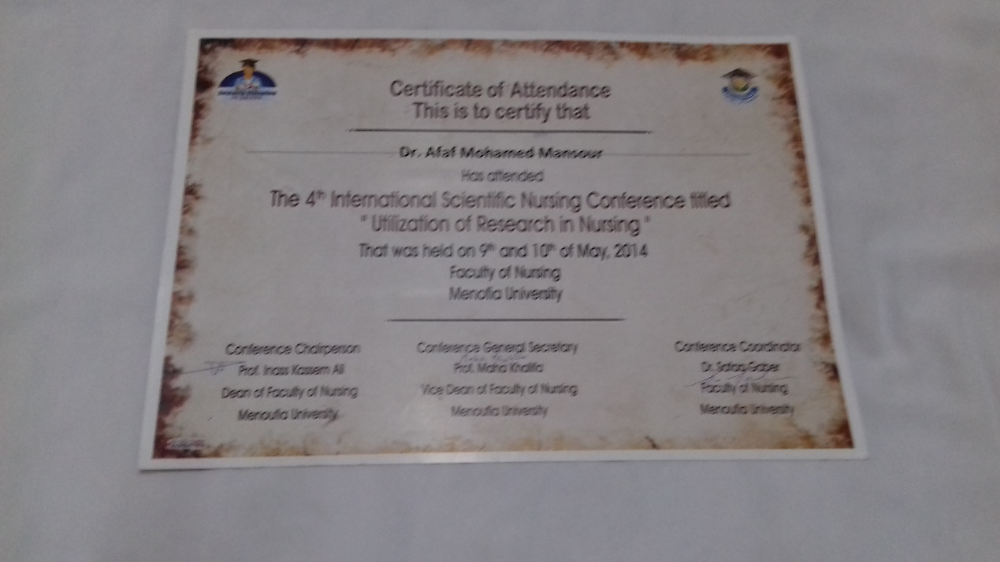 Certificate of Attendance
This is to certify that
Dr. Afaf Mohamed Mansour
Has attended
The 4th International Scientific Nursing Conference titled
" Utilization of Research in Nursing "
That was held on 9th and 10th of May, 2014
Faculty of Nursing
Menofia University
Conference Chairperson
Prof. Inass Kassem Ali
Dean of Faculty of Nursing
Menoufia University
Conference General Secretary
Prof. Maha Khalifa
Vice Dean of Faculty of Nursing
Menoufia University
Conference Coordinator
Dr. Safaa Gaber
Faculty of Nursing
Menoufia University